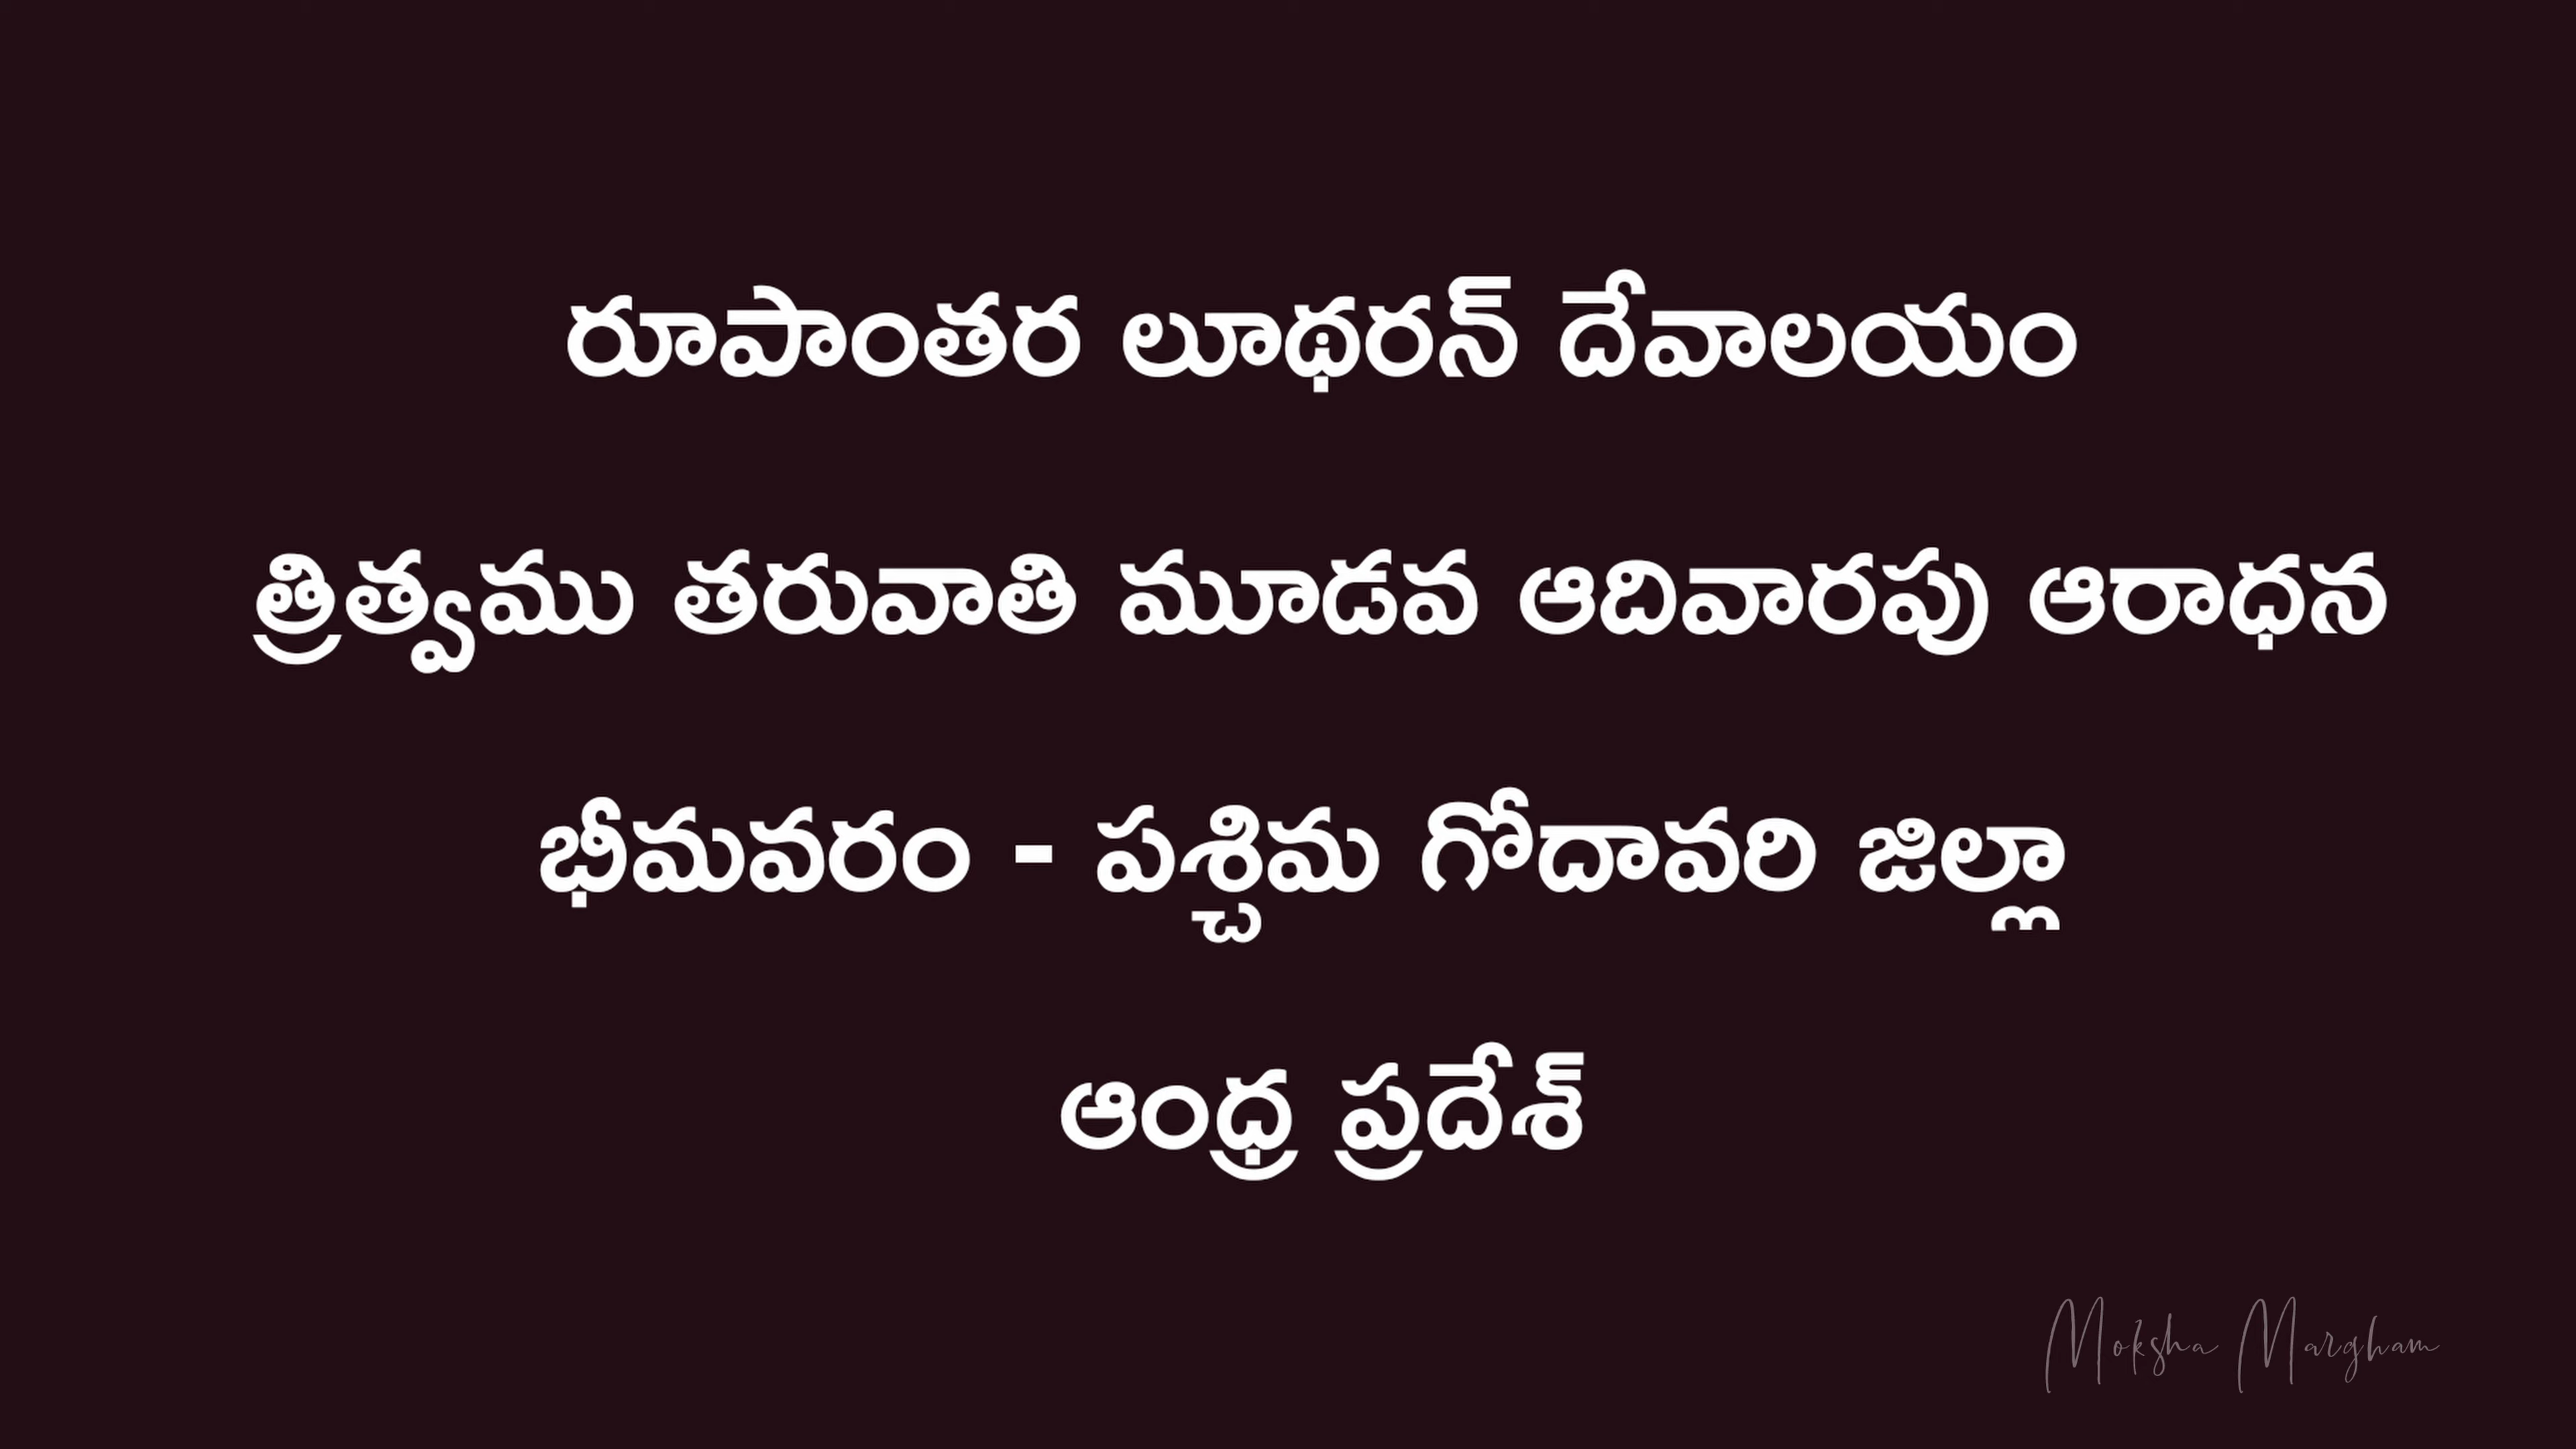 రూపాంతర లూథరన్ దేవాలయం
త్రిత్వము తరువాతి మూడవ ఆదివారపు ఆరాధన
భీమవరం - పశ్చిమ గోదావరి జిల్లా
ఆంధ్ర ప్రదేశ్
Moksha Margham